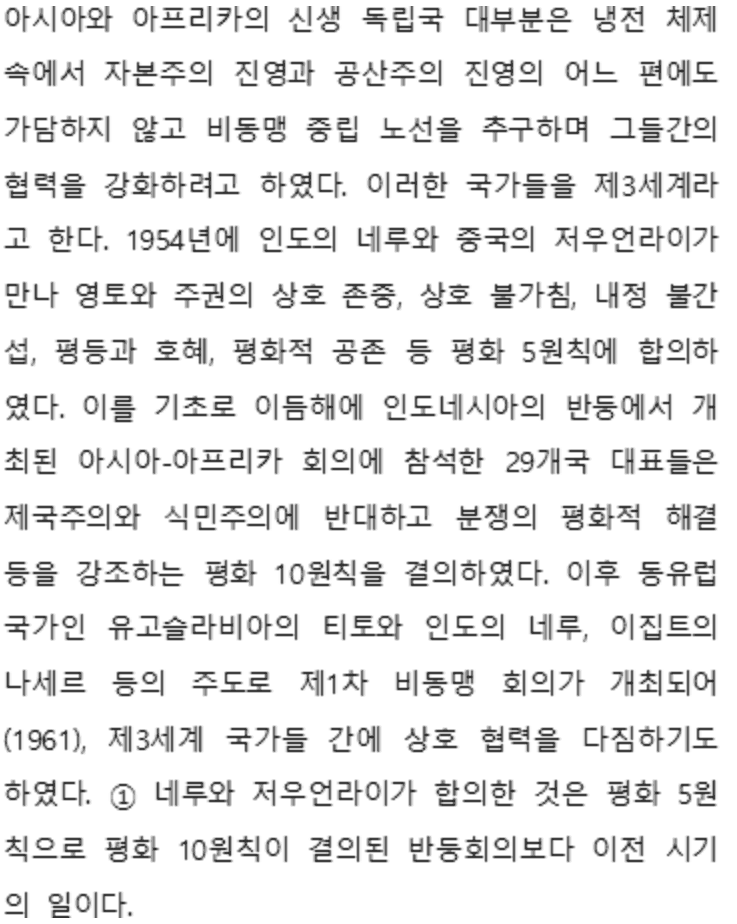 아시아와 아프리카의 신생 독립국 대부분은 냉전 체제
속에서 자본주의 진영과 공산주의 진영의 어느 편에도
가담하지 않고 비동맹 중립 노선을 추구하며 그들간의
협력을 강화하려고 하였다. 이러한 국가들을 제3세계라
고 한다. 1954년에 인도의 네루와 중국의 저우언라이가
만나 영토와 주권의 상호 존중, 상호 불가침, 내정 불간
섭, 평등과 호혜, 평화적 공존 등 평화 5원칙에 합의하
였다. 이를 기초로 이듬해에 인도네시아의 반둥에서 개
최된 아시아-아프리카 회의에 참석한 29개국 대표들은
제국주의와 식민주의에 반대하고 분쟁의 평화적 해결
등을 강조하는 평화 10원칙을 결의하였다. 이후 동유럽
국가인 유고슬라비아의 티토와 인도의 네루, 이집트의
나세르 등의 주도로 제1차 비동맹 회의가 개최되어
(1961), 제3세계 국가들 간에 상호 협력을 다짐하기도
하였다. ① 네루와 저우언라이가 합의한 것은 평화 5원
칙으로 평화 10원칙이 결의된 반둥회의보다 이전 시기
의 일이다.